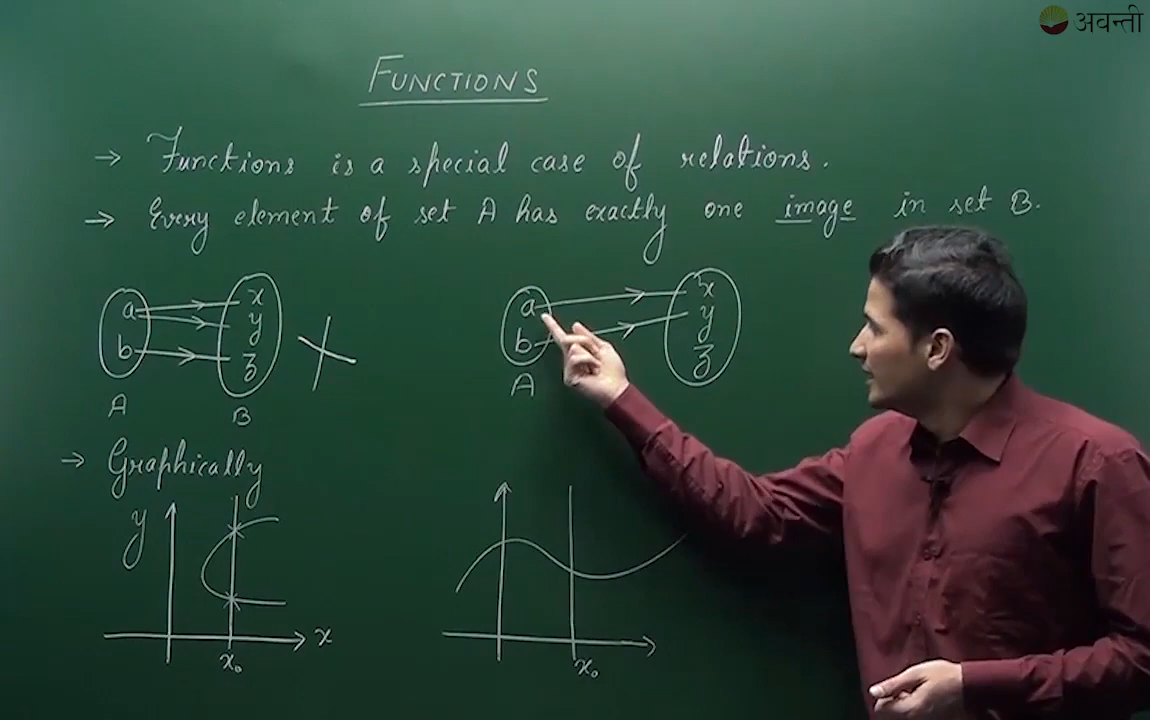 अवन्ती
FUNCTIONS
→ Functions is a special case of relations.
→ Every element of set A has exactly one image in set B.
a
b
A
x
y
z
B
a
b
A
x
y
z
→ Graphically
y
x
x₀
x₀